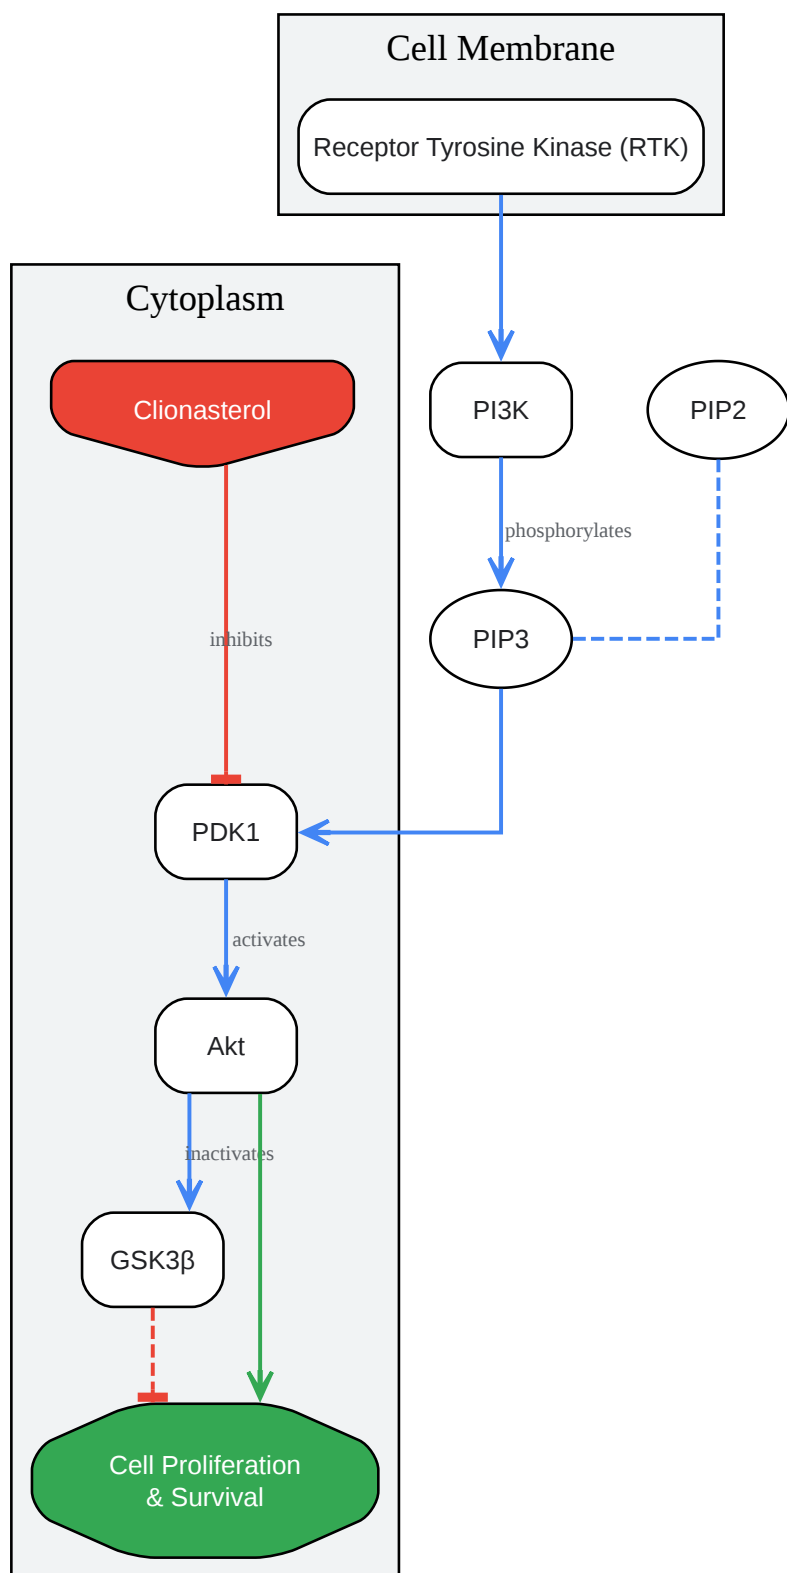 Cell Membrane
Receptor Tyrosine Kinase (RTK)
Cytoplasm
Clionasterol
PI3K
PIP2
phosphorylates
inhibits
PIP3
PDK1
activates
Akt
inactivates
GSK3β
Cell Proliferation
& Survival